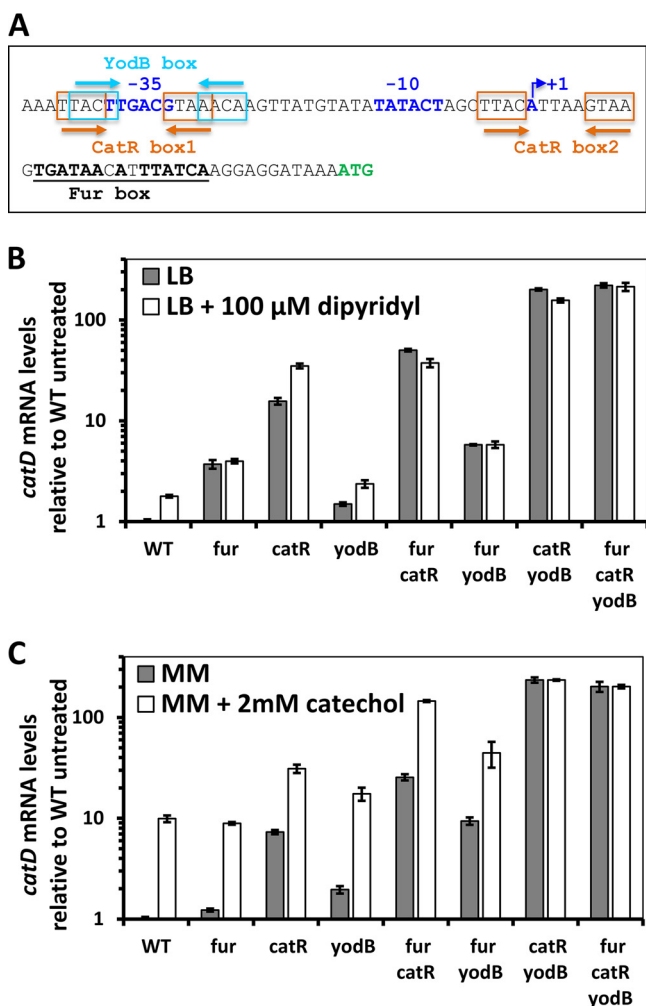 A
YodB box
-35
-10
+1
AAATTACTTGACGTAAAACAAGTTATGTATATATACTAGCTTACATTAAGTAA
CatR box1
CatR box2
GTGATAACATTTATCAAGGAGGATAAAATG
Fur box
B
catD mRNA levels
relative to WT untreated
LB
LB + 100 µM dipyridyl
100
10
1
WT
fur
catR
yodB
fur
catR
fur
yodB
catR
yodB
fur
catR
yodB
C
catD mRNA levels
relative to WT untreated
MM
MM + 2mM catechol
100
10
1
WT
fur
catR
yodB
fur
catR
fur
yodB
catR
yodB
fur
catR
yodB